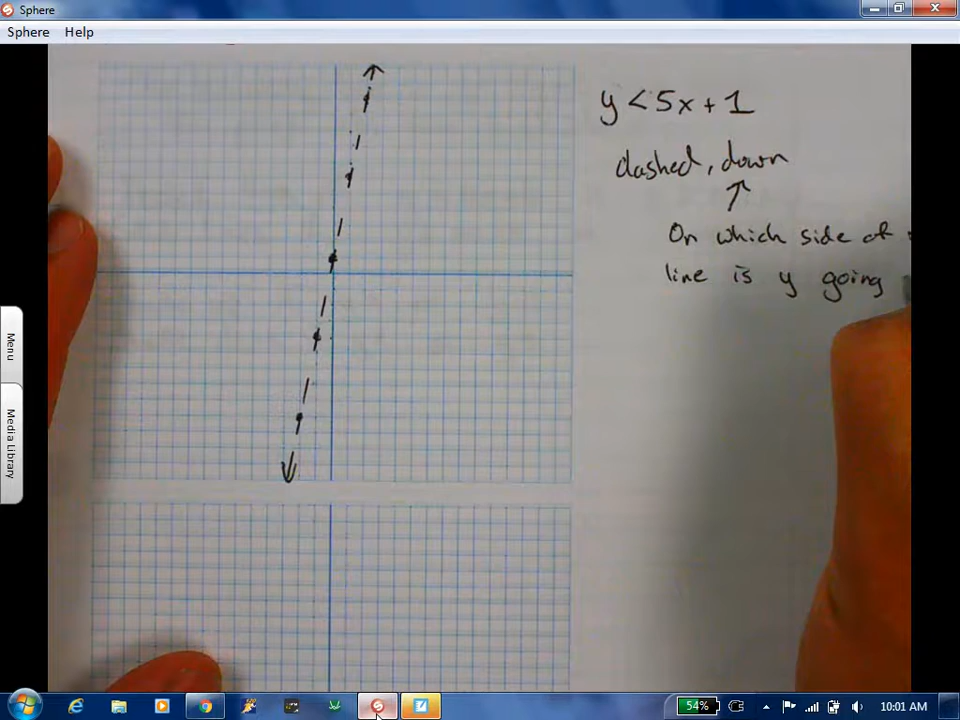 Sphere
Sphere Help
y < 5x + 1
dashed, down
On which side of
line is y going
Menu
Media Library
54%
10:01 AM